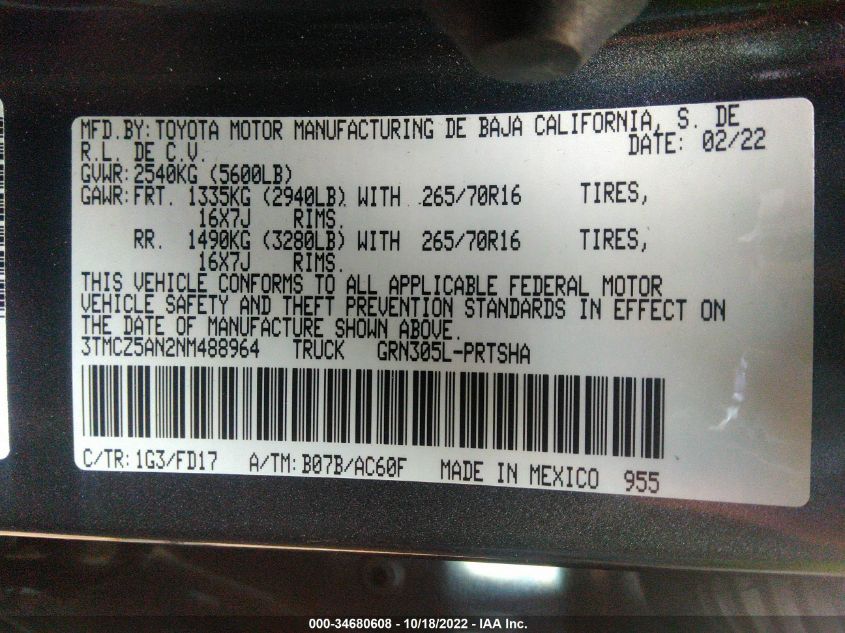 MFD.BY:TOYOTA MOTOR MANUFACTURING DE BAJA CALIFORNIA, S. DE
R.L. DE C.V. DATE: 02/22
GVWR:2540KG (5600LB)
GAWR:FRT. 1335KG (2940LB) WITH 265/70R16 TIRES,
16X7J RIMS.
RR. 1490KG (3280LB) WITH 265/70R16 TIRES,
16X7J RIMS.
THIS VEHICLE CONFORMS TO ALL APPLICABLE FEDERAL MOTOR
VEHICLE SAFETY AND THEFT PREVENTION STANDARDS IN EFFECT ON
THE DATE OF MANUFACTURE SHOWN ABOVE.
3TMCZ5AN2NM488964 TRUCK GRN305L-PRTSHA
C/TR:1G3/FD17 A/TM:B07B/AC60F MADE IN MEXICO 955
000-34680608 - 10/18/2022 - IAA Inc.